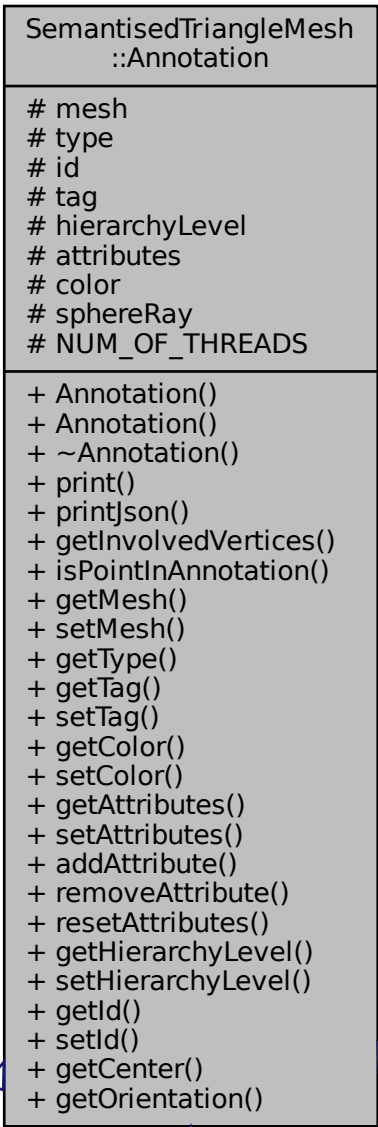 SemantisedTriangleMesh
::Annotation
# mesh
# type
# id
# tag
# hierarchyLevel
# attributes
# color
# sphereRay
# NUM_OF_THREADS
+ Annotation()
+ Annotation()
+ ~Annotation()
+ print()
+ printJson()
+ getInvolvedVertices()
+ isPointInAnnotation()
+ getMesh()
+ setMesh()
+ getType()
+ getTag()
+ setTag()
+ getColor()
+ setColor()
+ getAttributes()
+ setAttributes()
+ addAttribute()
+ removeAttribute()
+ resetAttributes()
+ getHierarchyLevel()
+ setHierarchyLevel()
+ getId()
+ setId()
+ getCenter()
+ getOrientation()